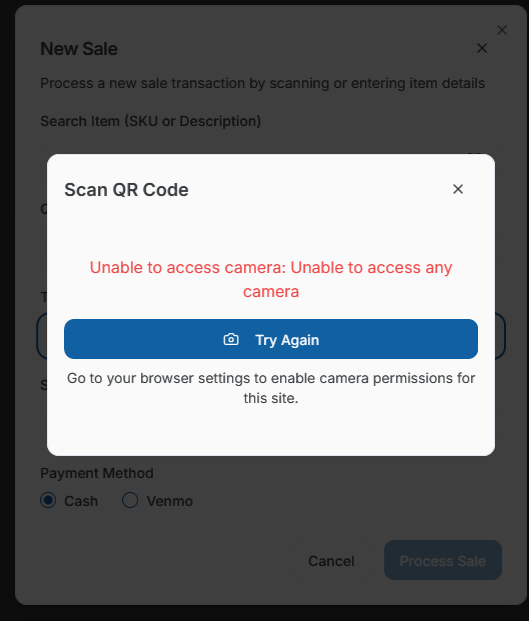 New Sale
Process a new sale transaction by scanning or entering item details
Search Item (SKU or Description)
Scan QR Code
Unable to access camera: Unable to access any
camera
Try Again
Go to your browser settings to enable camera permissions for
this site.
Payment Method
Cash
Venmo
Cancel
Process Sale